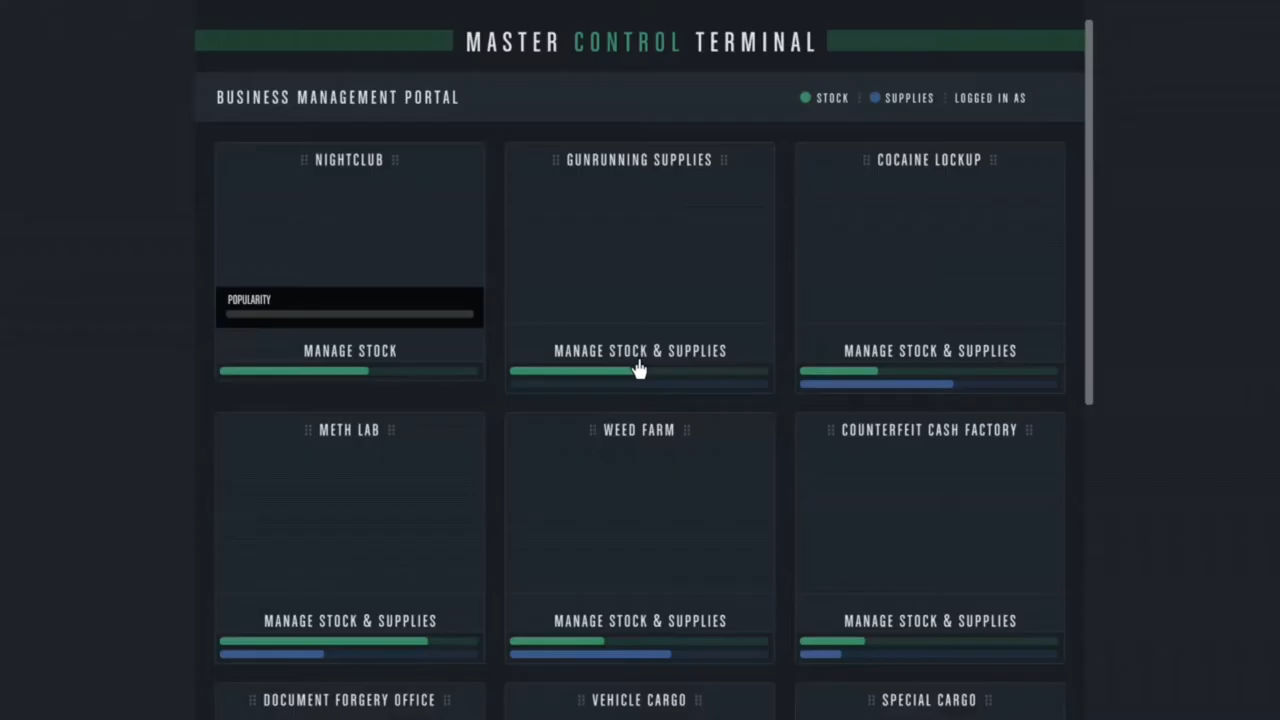 MASTER CONTROL TERMINAL
BUSINESS MANAGEMENT PORTAL
STOCK
SUPPLIES
LOGGED IN AS
NIGHTCLUB
GUNRUNNING SUPPLIES
COCAINE LOCKUP
POPULARITY
MANAGE STOCK
MANAGE STOCK & SUPPLIES
MANAGE STOCK & SUPPLIES
METH LAB
WEED FARM
COUNTERFEIT CASH FACTORY
MANAGE STOCK & SUPPLIES
MANAGE STOCK & SUPPLIES
MANAGE STOCK & SUPPLIES
DOCUMENT FORGERY OFFICE
VEHICLE CARGO
SPECIAL CARGO